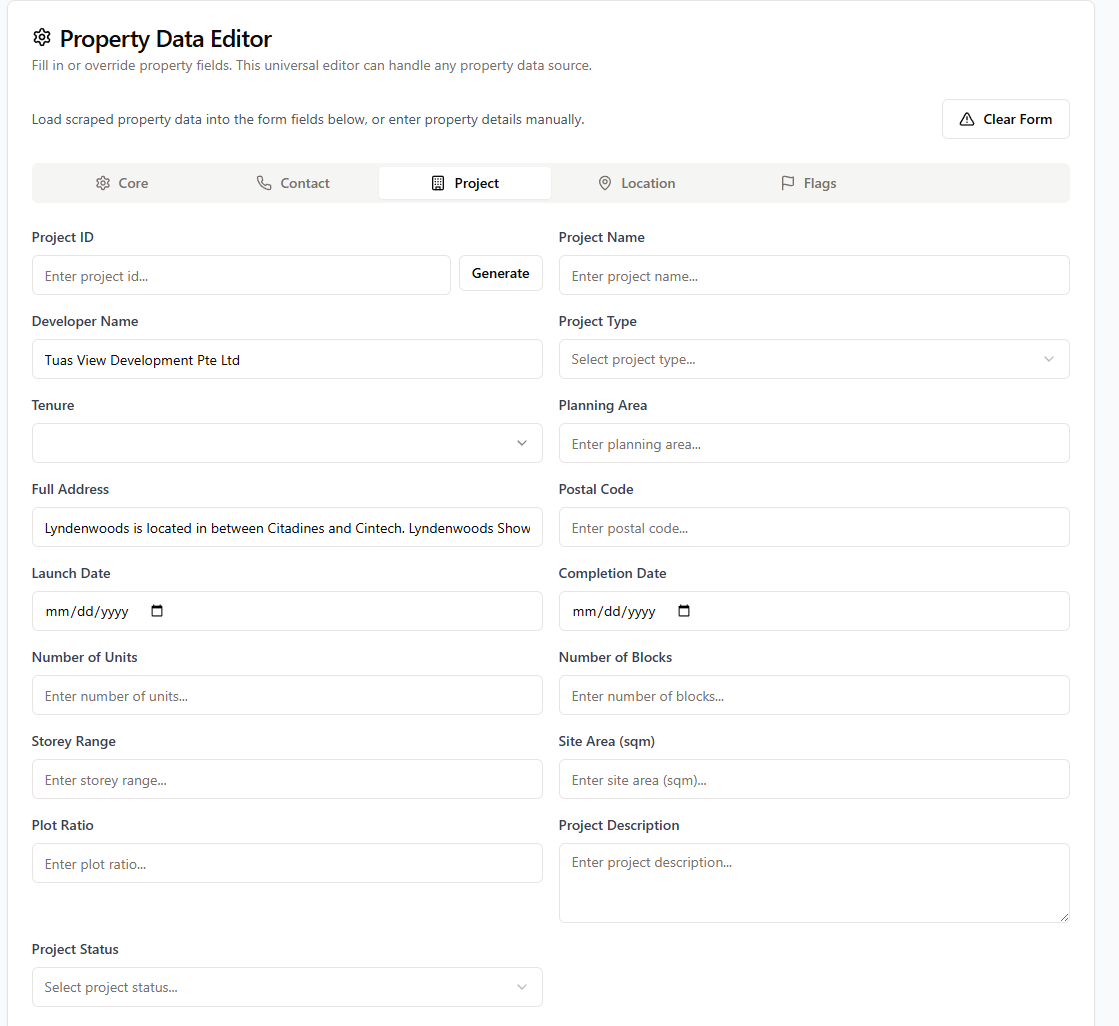 Property Data Editor
Fill in or override property fields. This universal editor can handle any property data source.
Load scraped property data into the form fields below, or enter property details manually.
Clear Form
Core
Contact
Project
Location
Flags
Project ID
Enter project id...
Generate
Project Name
Enter project name...
Developer Name
Tuas View Development Pte Ltd
Project Type
Select project type...
Tenure
Planning Area
Enter planning area...
Full Address
Lyndenwoods is located in between Citadines and Cintech. Lyndenwoods Show
Postal Code
Enter postal code...
Launch Date
mm/dd/yyyy
Completion Date
mm/dd/yyyy
Number of Units
Enter number of units...
Number of Blocks
Enter number of blocks...
Storey Range
Enter storey range...
Site Area (sqm)
Enter site area (sqm)...
Plot Ratio
Enter plot ratio...
Project Description
Enter project description...
Project Status
Select project status...